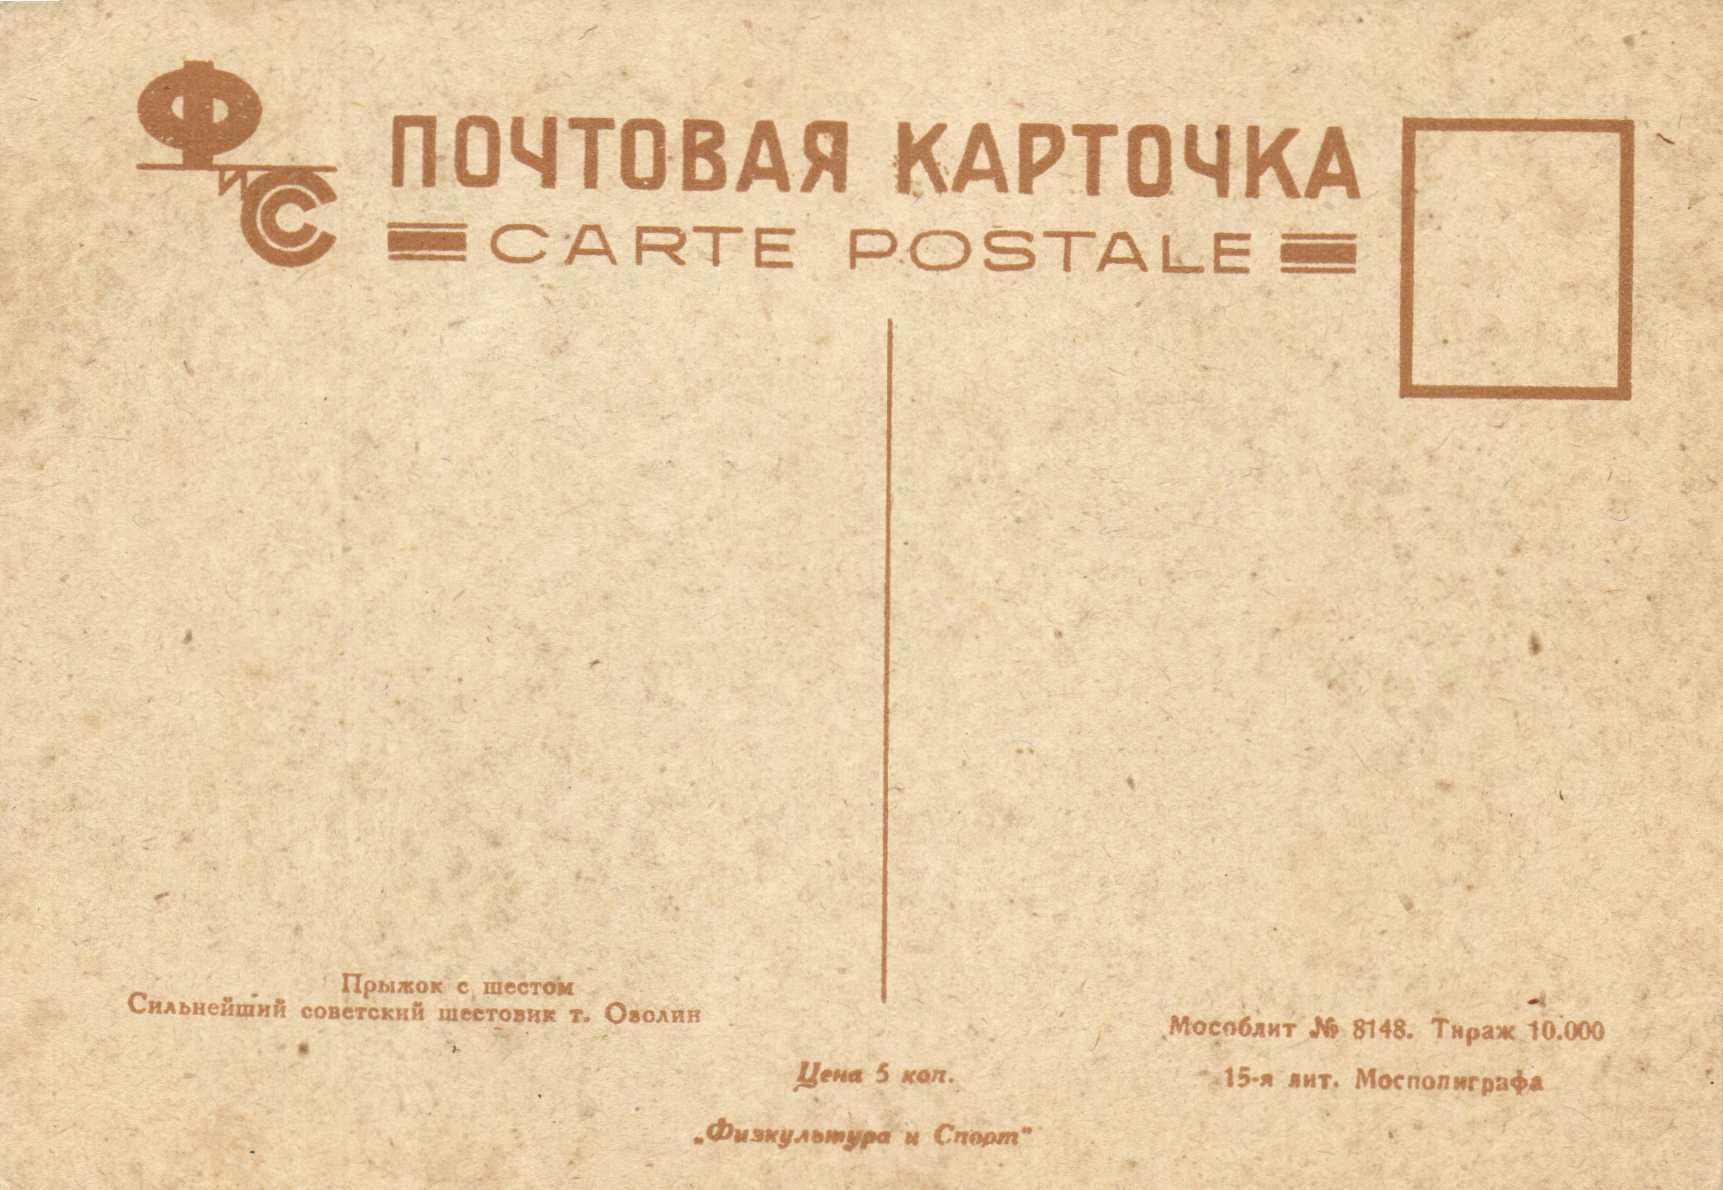 ФиС
ПОЧТОВАЯ КАРТОЧКА
CARTE POSTALE
Прыжок с шестом
Сильнейший советский шестовик т. Озолин
Мособлит № 8148. Тираж 10.000
15-я лит. Мосполиграфа
Цена 5 коп.
„Физкультура и Спорт"